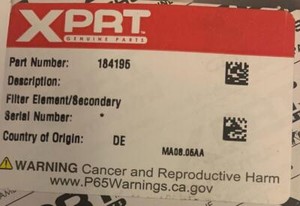 XPRT
GENUINE PARTS
Part Number: 184195
Description:
Filter Element/Secondary
Serial Number: *
Country of Origin: DE
MA08.05AA
WARNING Cancer and Reproductive Harm
www.P65Warnings.ca.gov